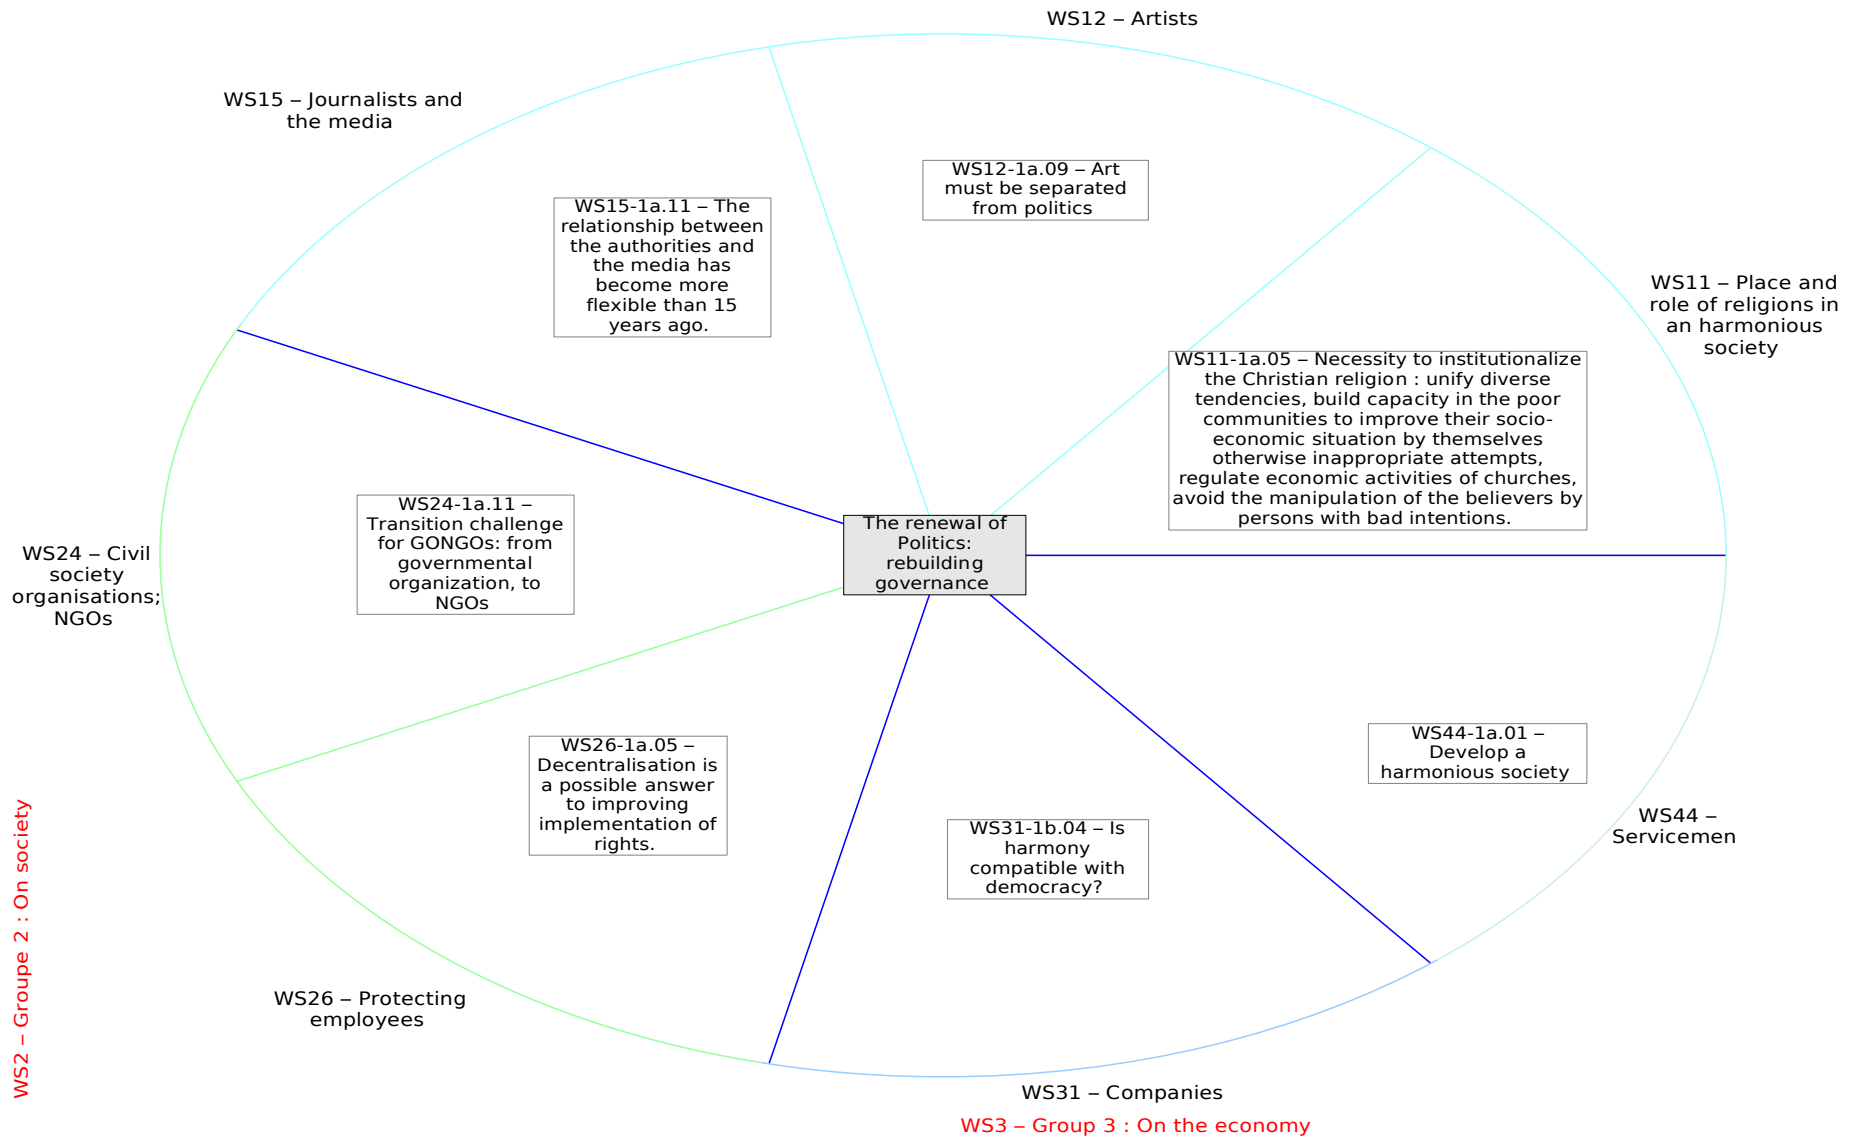 WS12 – Artists
WS15 – Journalists and
the media
WS12-1a.09 – Art
must be separated
from politics
WS15-1a.11 – The
relationship between
the authorities and
the media has
become more
flexible than 15
years ago.
WS11 – Place and
role of religions in
an harmonious
society
WS11-1a.05 – Necessity to institutionalize
the Christian religion : unify diverse
tendencies, build capacity in the poor
communities to improve their socio-
economic situation by themselves
otherwise inappropriate attempts,
regulate economic activities of churches,
avoid the manipulation of the believers by
persons with bad intentions.
The renewal of
Politics:
rebuilding
governance
WS24-1a.11 –
Transition challenge
for GONGOs: from
governmental
organization, to
NGOs
WS24 – Civil
society
organisations;
NGOs
WS26-1a.05 –
Decentralisation is
a possible answer
to improving
implementation of
rights.
WS44-1a.01 –
Develop a
harmonious society
WS31-1b.04 – Is
harmony
compatible with
democracy?
WS44 –
Servicemen
WS2 – Groupe 2 : On society
WS26 – Protecting
employees
WS31 – Companies
WS3 – Group 3 : On the economy